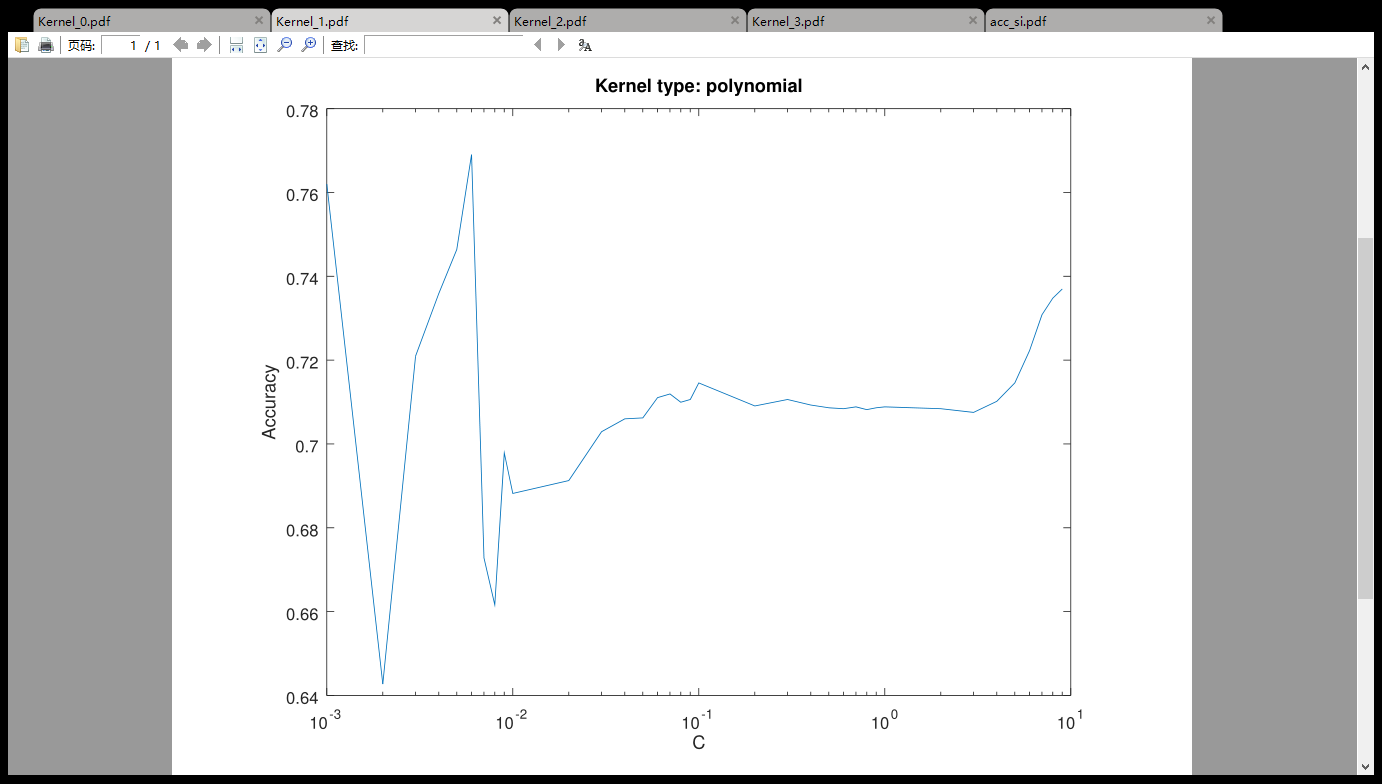 Kernel_0.pdf Kernel_1.pdf Kernel_2.pdf Kernel_3.pdf acc_si.pdf
页码: 1 / 1 查找:
Kernel type: polynomial
0.78
0.76
0.74
0.72
0.7
0.68
0.66
0.64
Accuracy
10^-3 10^-2 10^-1 10^0 10^1
C